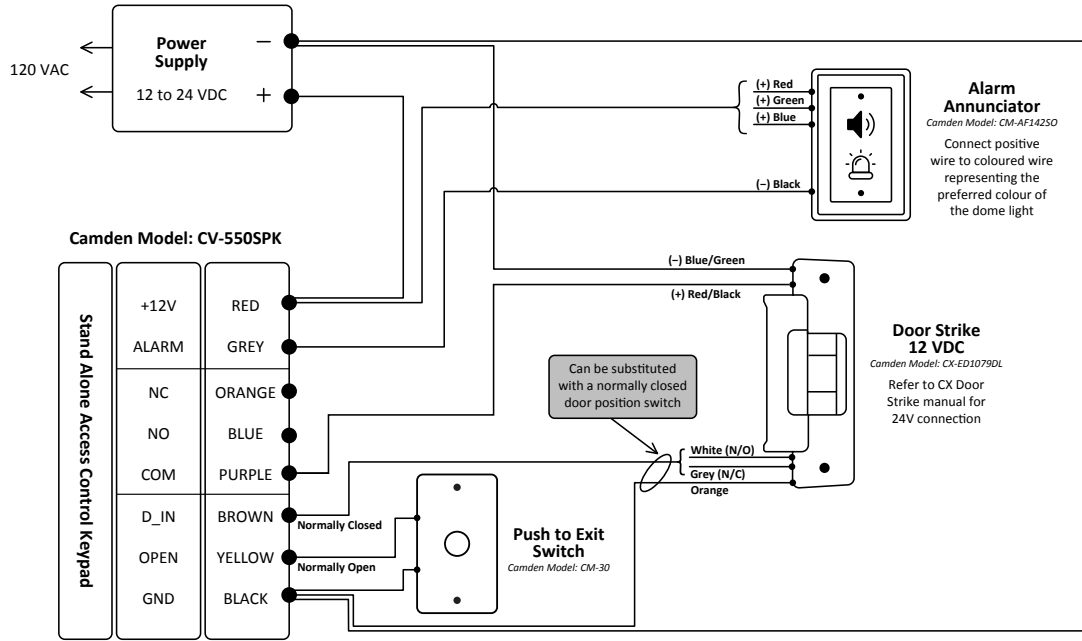 120 VAC
Power
Supply
12 to 24 VDC
−
+
(+) Red
(+) Green
(+) Blue
(−) Black
Alarm
Annunciator
Camden Model: CM-AF142SO
Connect positive
wire to coloured wire
representing the
preferred colour of
the dome light
Camden Model: CV-550SPK
Stand Alone Access Control Keypad
+12V RED
ALARM GREY
NC ORANGE
NO BLUE
COM PURPLE
D_IN BROWN
OPEN YELLOW
GND BLACK
Normally Closed
Normally Open
(−) Blue/Green
(+) Red/Black
Door Strike
12 VDC
Camden Model: CX-ED1079DL
Refer to CX Door
Strike manual for
24V connection
Can be substituted
with a normally closed
door position switch
White (N/O)
Grey (N/C)
Orange
Push to Exit
Switch
Camden Model: CM-30